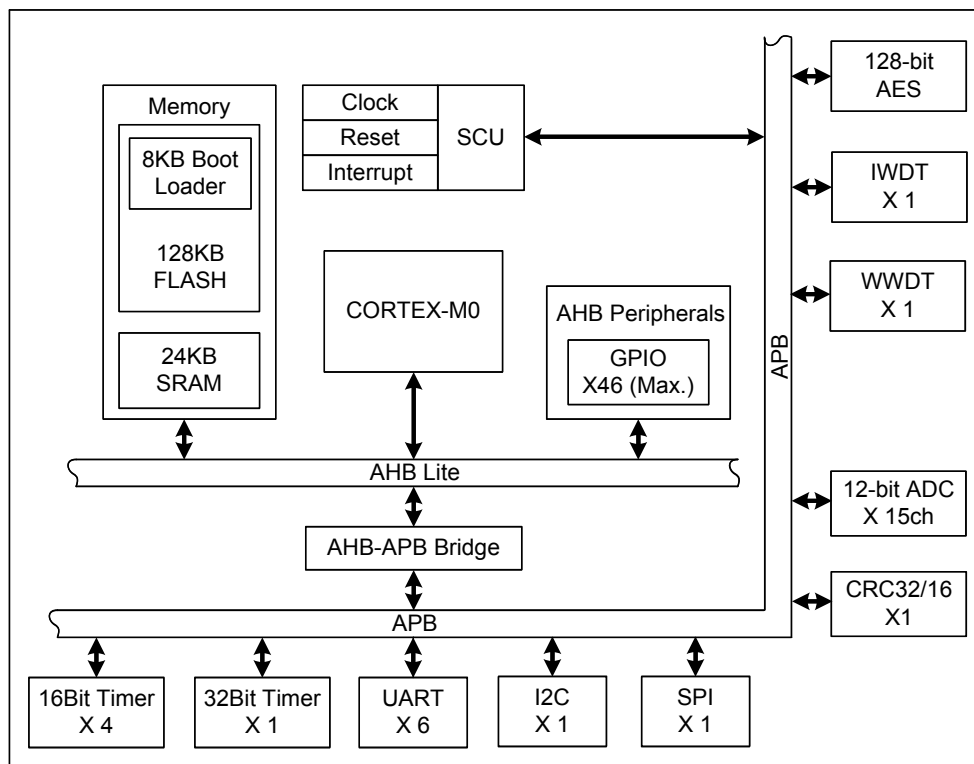 Memory
8KB Boot
Loader
128KB
FLASH
24KB
SRAM
Clock
Reset
Interrupt
SCU
CORTEX-M0
AHB Peripherals
GPIO
X46 (Max.)
AHB Lite
AHB-APB Bridge
APB
APB
128-bit
AES
IWDT
X 1
WWDT
X 1
12-bit ADC
X 15ch
CRC32/16
X1
16Bit Timer
X 4
32Bit Timer
X 1
UART
X 6
I2C
X 1
SPI
X 1